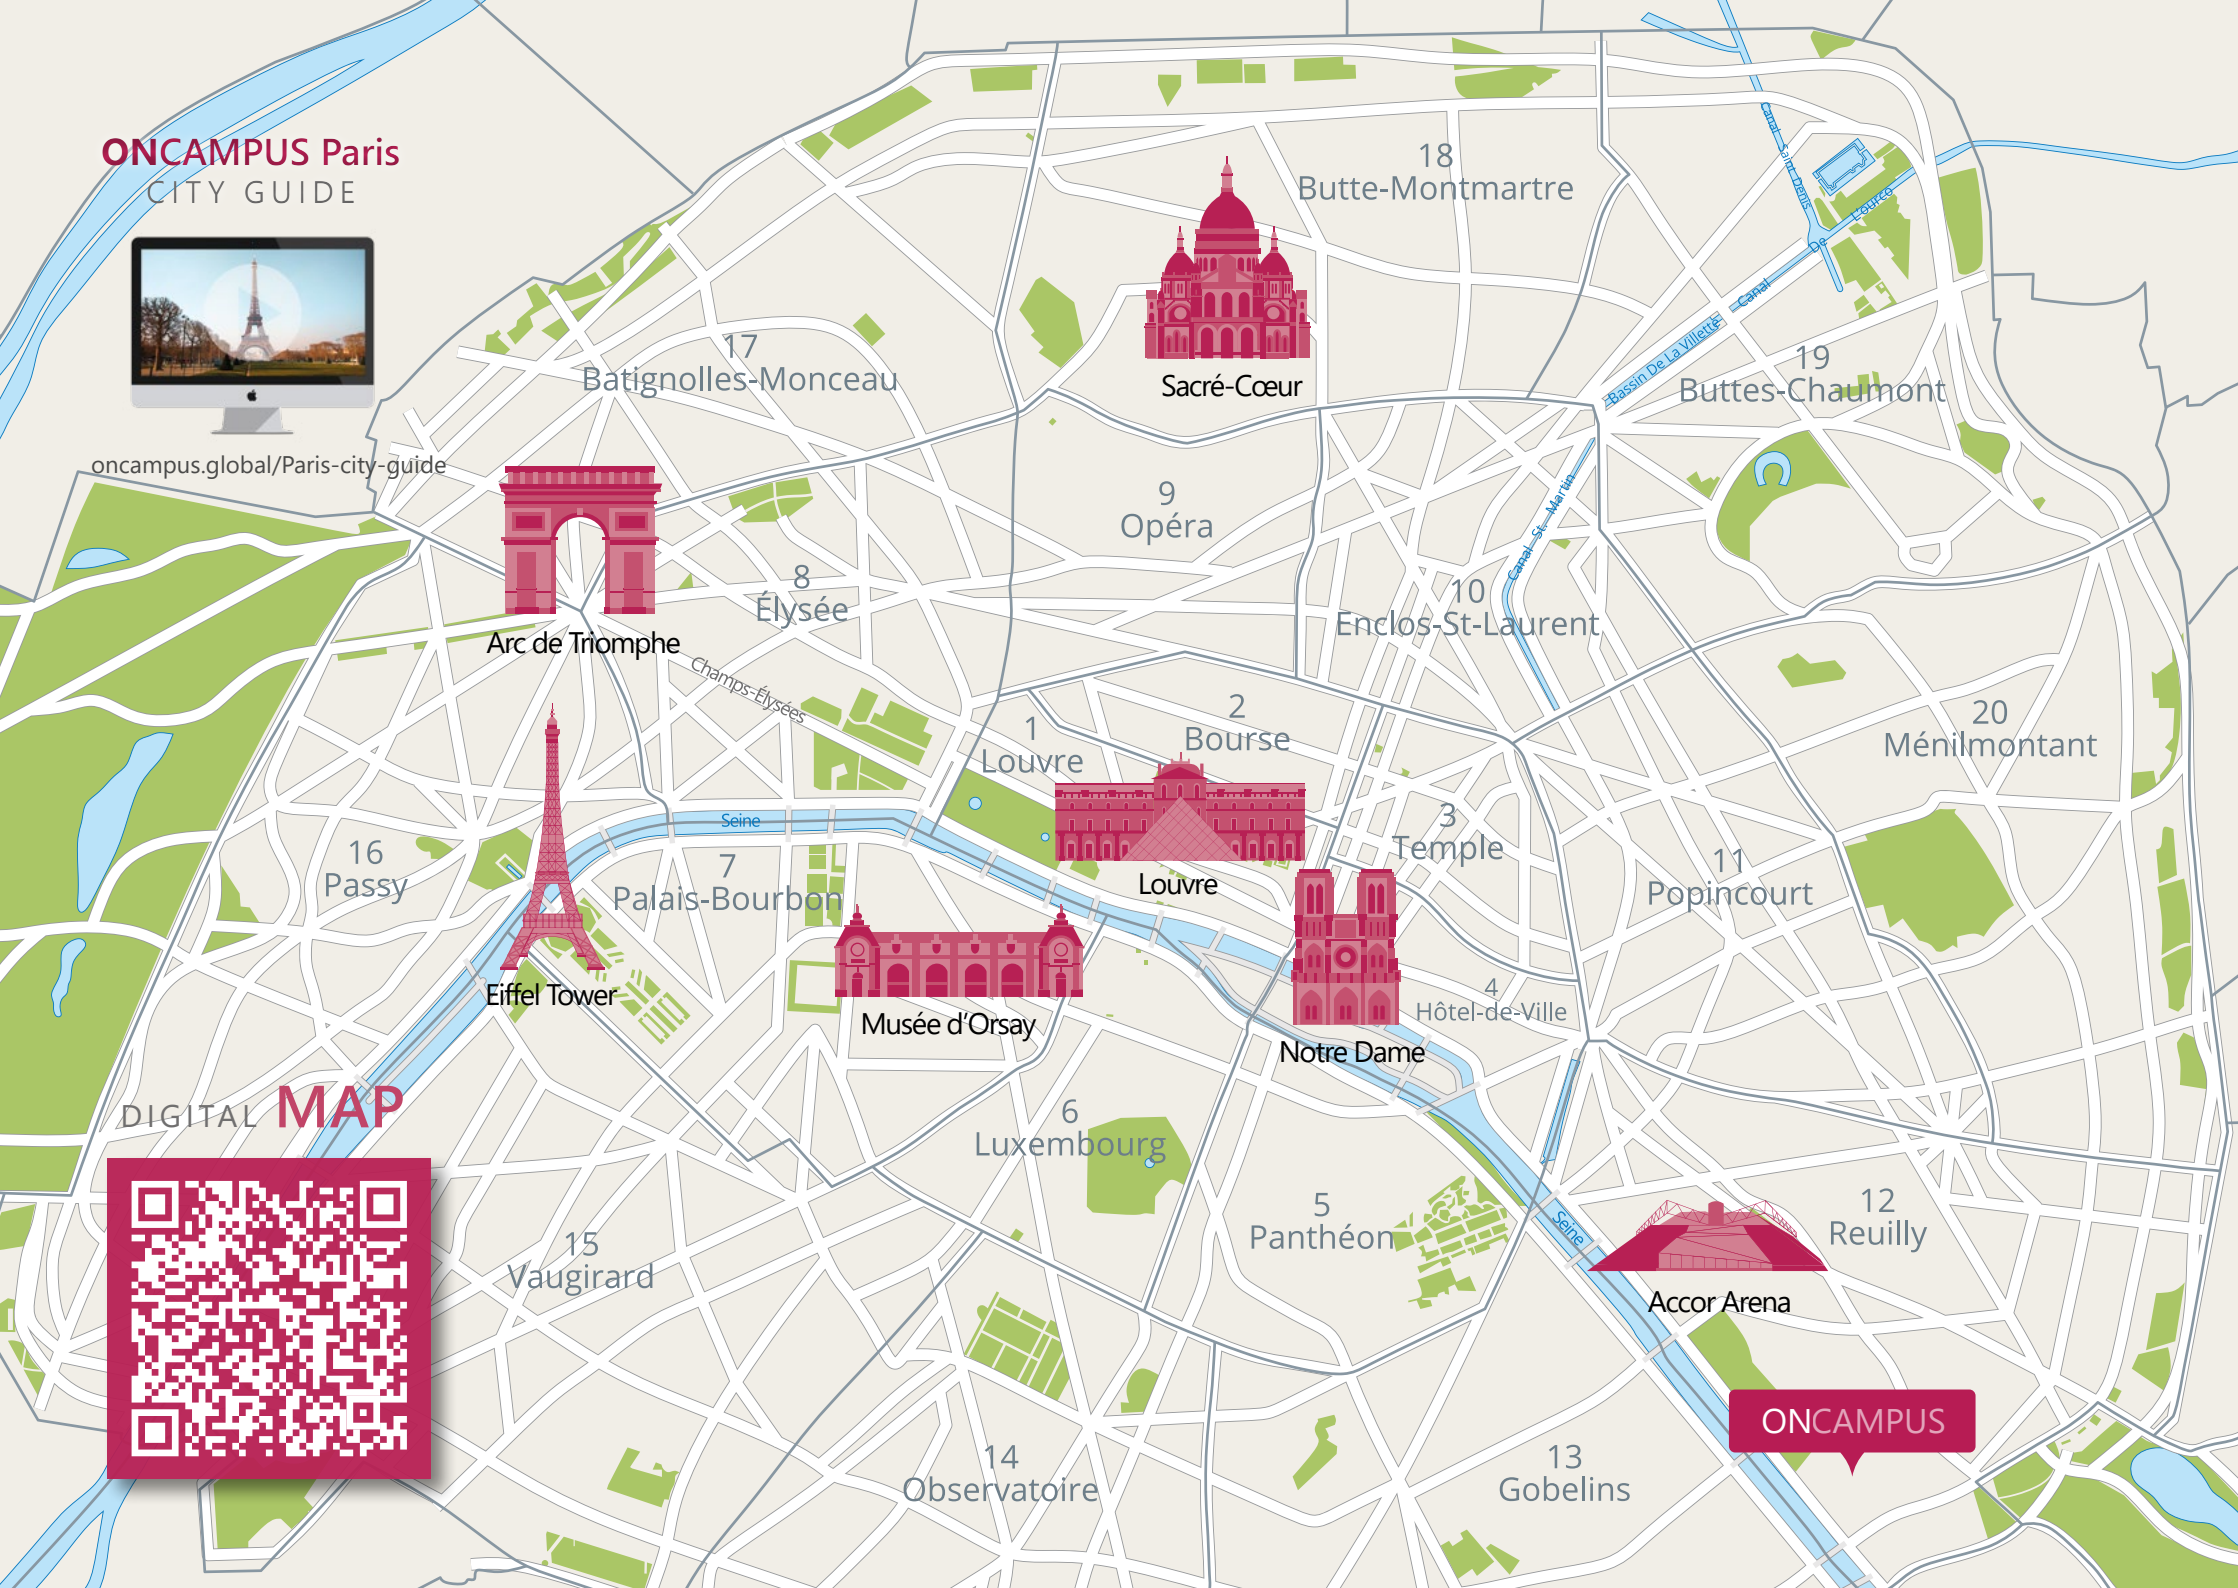 ONCAMPUS Paris
CITY GUIDE
oncampus.global/Paris-city-guide
18
Butte-Montmartre
Canal Saint Denis
L'ourcq
De
Canal
Bassin De La Villette
17
Batignolles-Monceau
Sacré-Cœur
19
Buttes-Chaumont
9
Opéra
Canal St. Martin
8
Élysée
10
Enclos-St-Laurent
Arc de Triomphe
Champs-Élysées
1
Louvre
2
Bourse
20
Ménilmontant
Seine
3
Temple
16
Passy
7
Palais-Bourbon
Louvre
11
Popincourt
Eiffel Tower
Musée d'Orsay
4
Hôtel-de-Ville
Notre Dame
DIGITAL MAP
6
Luxembourg
5
Panthéon
Seine
12
Reuilly
15
Vaugirard
Accor Arena
ONCAMPUS
14
Observatoire
13
Gobelins